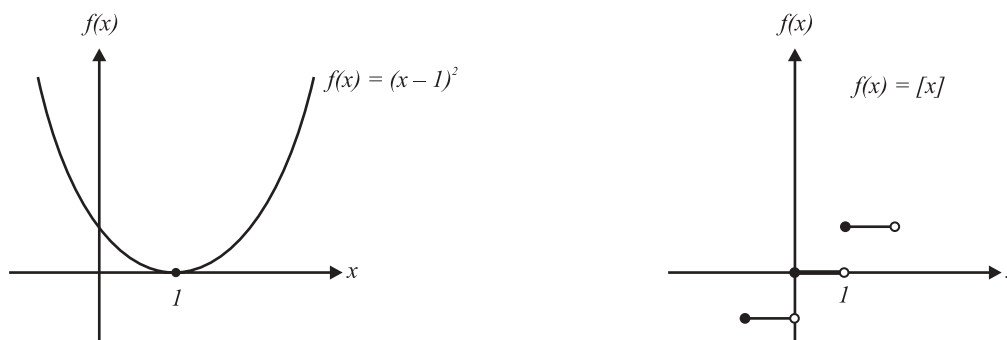 f(x)
f(x) = (x – 1)²
x
1
f(x)
f(x) = [x]
1